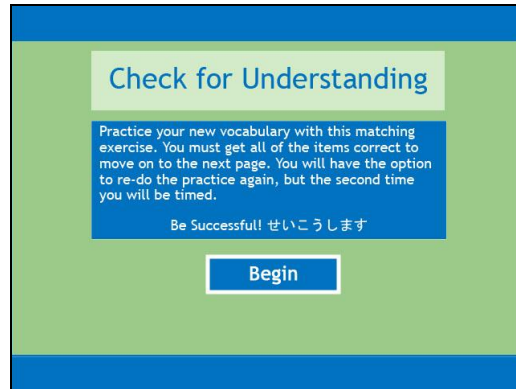 Check for Understanding
Practice your new vocabulary with this matching
exercise. You must get all of the items correct to
move on to the next page. You will have the option
to re-do the practice again, but the second time
you will be timed.
Be Successful! せいこうします
Begin